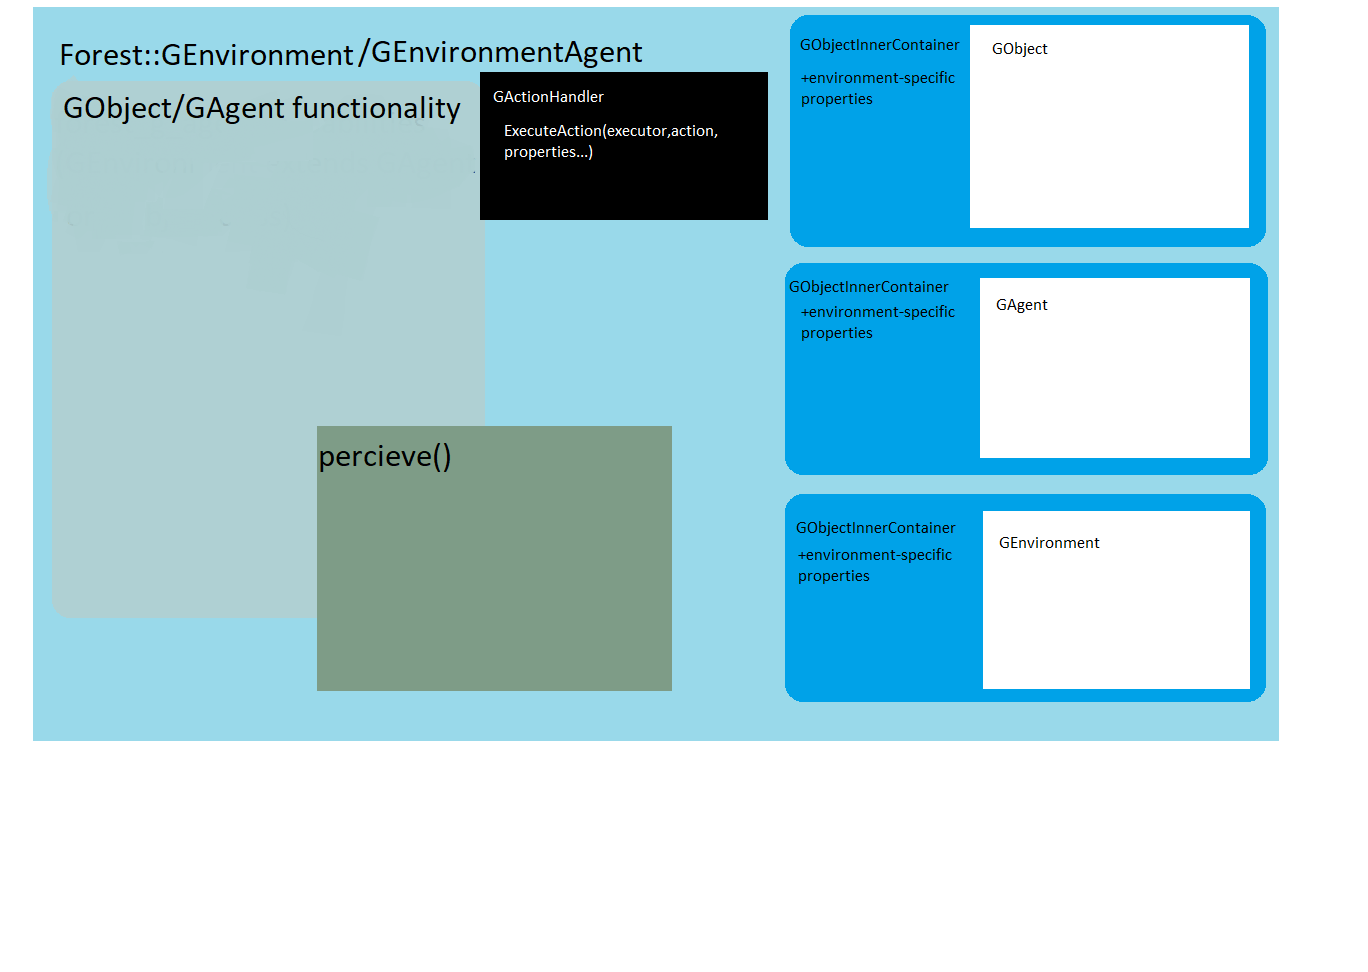 Forest::GEnvironment/GEnvironmentAgent
GObject/GAgent functionality
GActionHandler
ExecuteAction(executor,action,
properties...)
percieve()
GObjectInnerContainer
+environment-specific
properties
GObject
GObjectInnerContainer
+environment-specific
properties
GAgent
GObjectInnerContainer
+environment-specific
properties
GEnvironment